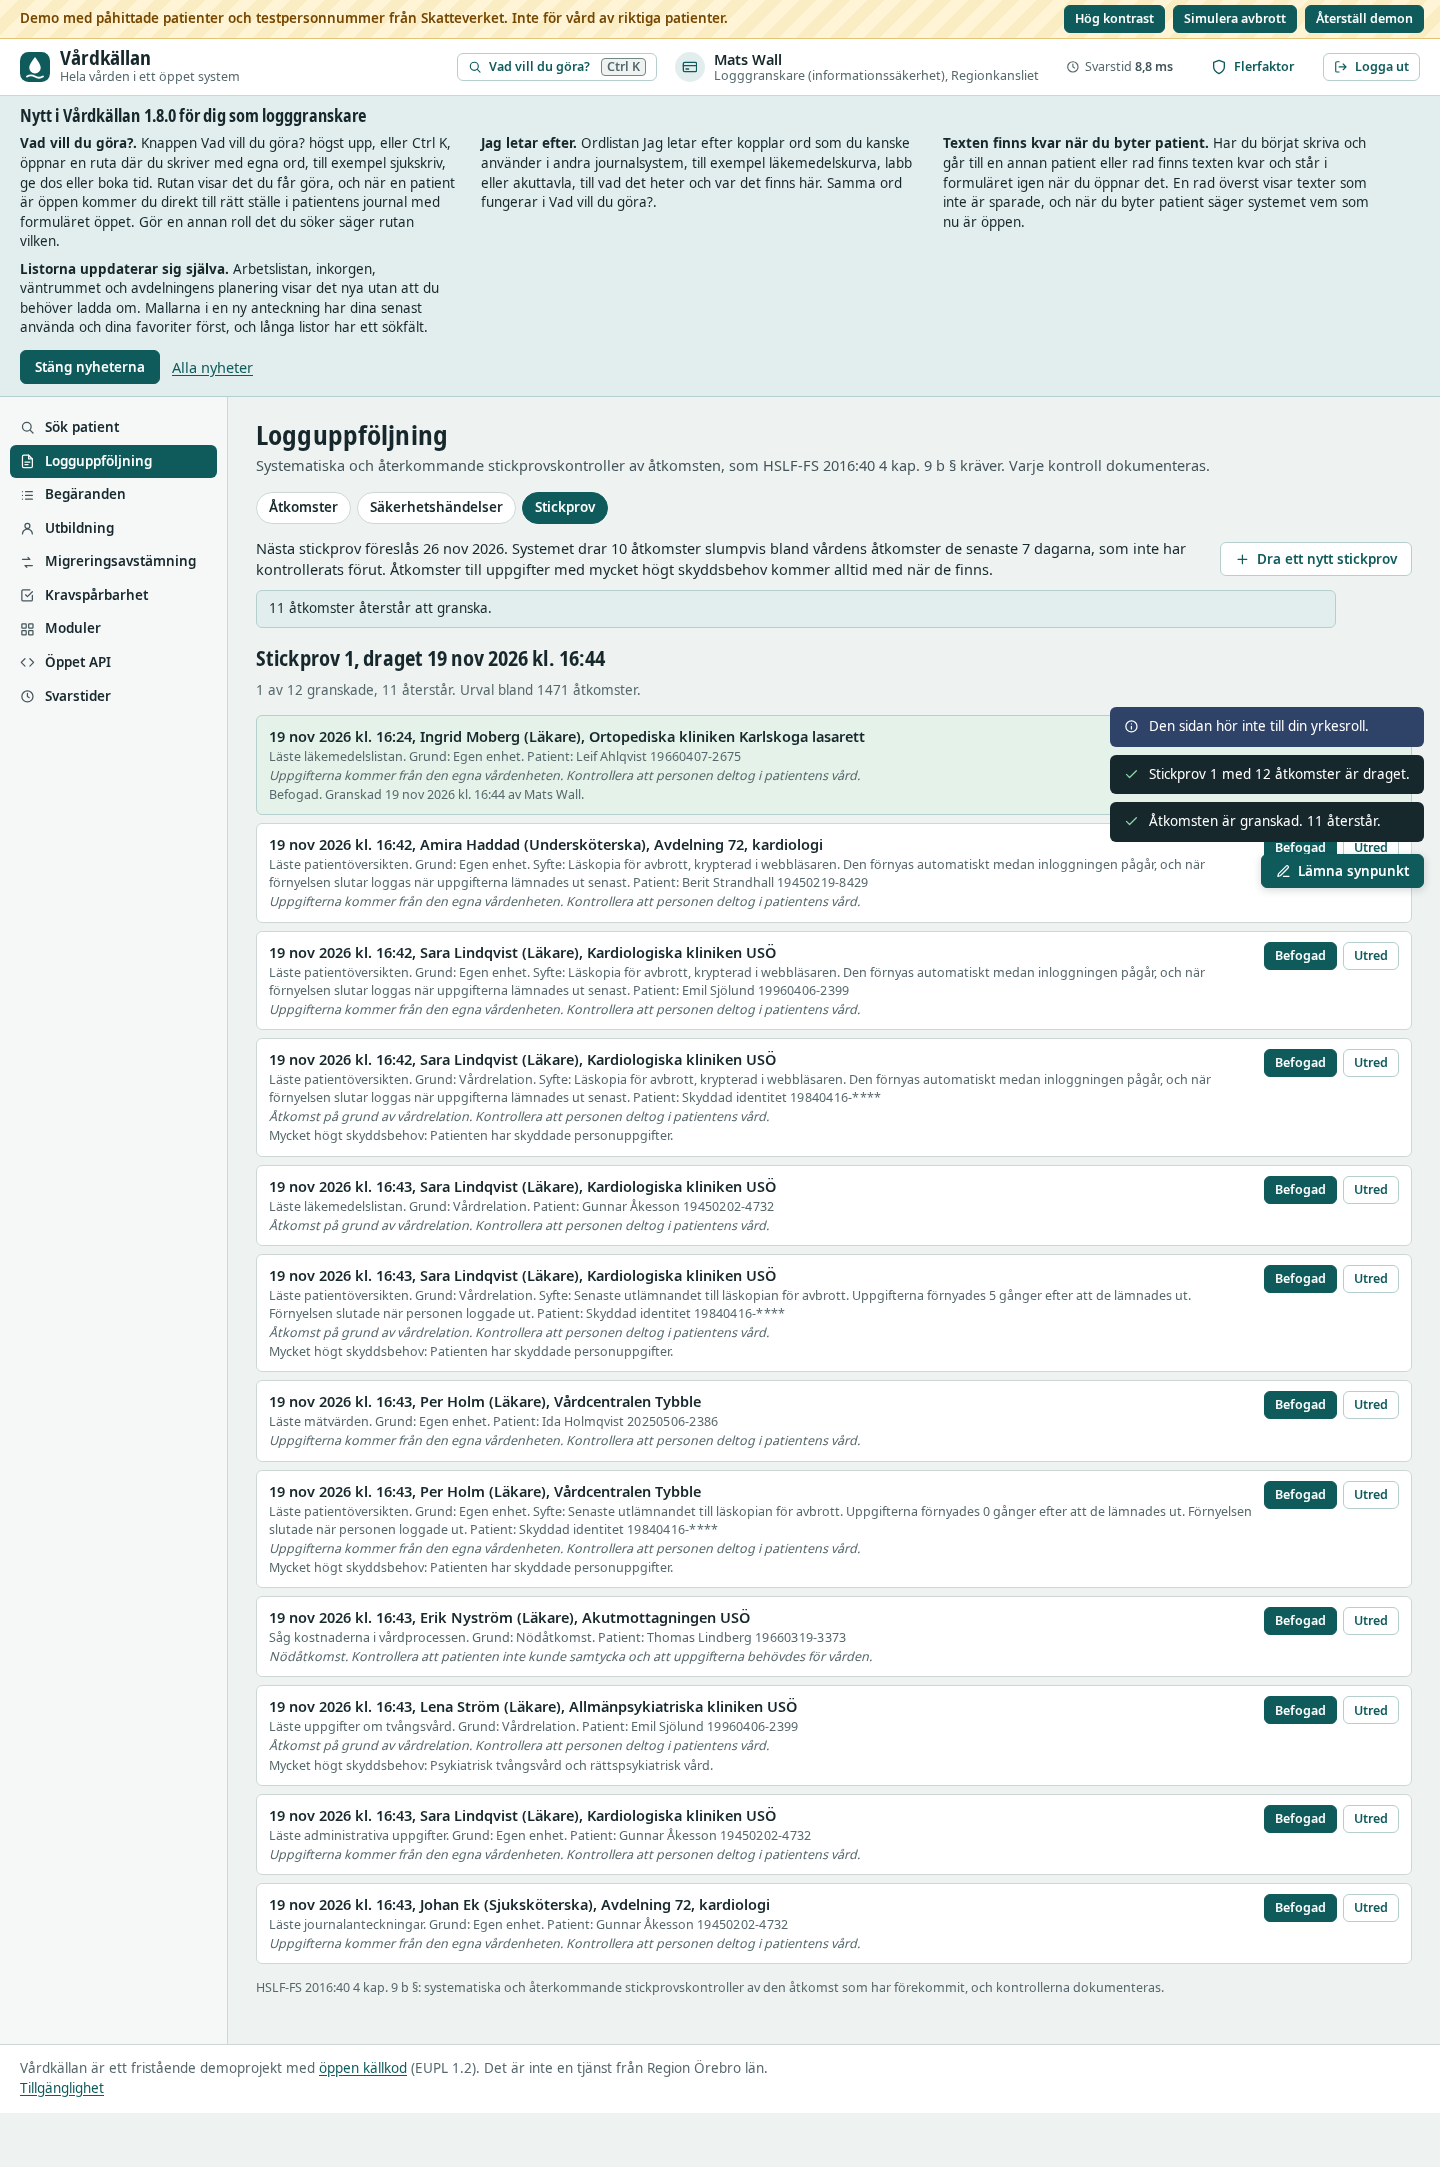 Demo med påhittade patienter och testpersonnummer från Skatteverket. Inte för vård av riktiga patienter.
Hög kontrast
Simulera avbrott
Återställ demon
Vårdkällan
Hela vården i ett öppet system
Vad vill du göra? Ctrl K
Mats Wall
Logggranskare (informationssäkerhet), Regionkansliet
Svarstid 8,8 ms
Flerfaktor
Logga ut
Nytt i Vårdkällan 1.8.0 för dig som logggranskare
Vad vill du göra?. Knappen Vad vill du göra? högst upp, eller Ctrl K,
öppnar en ruta där du skriver med egna ord, till exempel sjukskriv,
ge dos eller boka tid. Rutan visar det du får göra, och när en patient
är öppen kommer du direkt till rätt ställe i patientens journal med
formuläret öppet. Gör en annan roll det du söker säger rutan
vilken.
Jag letar efter. Ordlistan Jag letar efter kopplar ord som du kanske
använder i andra journalsystem, till exempel läkemedelskurva, labb
eller akuttavla, till vad det heter och var det finns här. Samma ord
fungerar i Vad vill du göra?.
Texten finns kvar när du byter patient. Har du börjat skriva och
går till en annan patient eller rad finns texten kvar och står i
formuläret igen när du öppnar det. En rad överst visar texter som
inte är sparade, och när du byter patient säger systemet vem som
nu är öppen.
Listorna uppdaterar sig själva. Arbetslistan, inkorgen,
väntrummet och avdelningens planering visar det nya utan att du
behöver ladda om. Mallarna i en ny anteckning har dina senast
använda och dina favoriter först, och långa listor har ett sökfält.
Stäng nyheterna
Alla nyheter
Sök patient
Logguppföljning
Begäranden
Utbildning
Migreringsavstämning
Kravspårbarhet
Moduler
Öppet API
Svarstider
Logguppföljning
Systematiska och återkommande stickprovskontroller av åtkomsten, som HSLF-FS 2016:40 4 kap. 9 b § kräver. Varje kontroll dokumenteras.
Åtkomster
Säkerhetshändelser
Stickprov
Nästa stickprov föreslås 26 nov 2026. Systemet drar 10 åtkomster slumpvis bland vårdens åtkomster de senaste 7 dagarna, som inte har
kontrollerats förut. Åtkomster till uppgifter med mycket högt skyddsbehov kommer alltid med när de finns.
Dra ett nytt stickprov
11 åtkomster återstår att granska.
Stickprov 1, draget 19 nov 2026 kl. 16:44
1 av 12 granskade, 11 återstår. Urval bland 1471 åtkomster.
19 nov 2026 kl. 16:24, Ingrid Moberg (Läkare), Ortopediska kliniken Karlskoga lasarett
Läste läkemedelslistan. Grund: Egen enhet. Patient: Leif Ahlqvist 19660407-2675
Uppgifterna kommer från den egna vårdenheten. Kontrollera att personen deltog i patientens vård.
Befogad. Granskad 19 nov 2026 kl. 16:44 av Mats Wall.
Den sidan hör inte till din yrkesroll.
Stickprov 1 med 12 åtkomster är draget.
Åtkomsten är granskad. 11 återstår.
19 nov 2026 kl. 16:42, Amira Haddad (Undersköterska), Avdelning 72, kardiologi
Läste patientöversikten. Grund: Egen enhet. Syfte: Läskopia för avbrott, krypterad i webbläsaren. Den förnyas automatiskt medan inloggningen pågår, och när
förnyelsen slutar loggas när uppgifterna lämnades ut senast. Patient: Berit Strandhall 19450219-8429
Uppgifterna kommer från den egna vårdenheten. Kontrollera att personen deltog i patientens vård.
Befogad
Utred
Lämna synpunkt
19 nov 2026 kl. 16:42, Sara Lindqvist (Läkare), Kardiologiska kliniken USÖ
Läste patientöversikten. Grund: Egen enhet. Syfte: Läskopia för avbrott, krypterad i webbläsaren. Den förnyas automatiskt medan inloggningen pågår, och när
förnyelsen slutar loggas när uppgifterna lämnades ut senast. Patient: Emil Sjölund 19960406-2399
Uppgifterna kommer från den egna vårdenheten. Kontrollera att personen deltog i patientens vård.
Befogad
Utred
19 nov 2026 kl. 16:42, Sara Lindqvist (Läkare), Kardiologiska kliniken USÖ
Läste patientöversikten. Grund: Vårdrelation. Syfte: Läskopia för avbrott, krypterad i webbläsaren. Den förnyas automatiskt medan inloggningen pågår, och när
förnyelsen slutar loggas när uppgifterna lämnades ut senast. Patient: Skyddad identitet 19840416-****
Åtkomst på grund av vårdrelation. Kontrollera att personen deltog i patientens vård.
Mycket högt skyddsbehov: Patienten har skyddade personuppgifter.
Befogad
Utred
19 nov 2026 kl. 16:43, Sara Lindqvist (Läkare), Kardiologiska kliniken USÖ
Läste läkemedelslistan. Grund: Vårdrelation. Patient: Gunnar Åkesson 19450202-4732
Åtkomst på grund av vårdrelation. Kontrollera att personen deltog i patientens vård.
Befogad
Utred
19 nov 2026 kl. 16:43, Sara Lindqvist (Läkare), Kardiologiska kliniken USÖ
Läste patientöversikten. Grund: Vårdrelation. Syfte: Senaste utlämnandet till läskopian för avbrott. Uppgifterna förnyades 5 gånger efter att de lämnades ut.
Förnyelsen slutade när personen loggade ut. Patient: Skyddad identitet 19840416-****
Åtkomst på grund av vårdrelation. Kontrollera att personen deltog i patientens vård.
Mycket högt skyddsbehov: Patienten har skyddade personuppgifter.
Befogad
Utred
19 nov 2026 kl. 16:43, Per Holm (Läkare), Vårdcentralen Tybble
Läste mätvärden. Grund: Egen enhet. Patient: Ida Holmqvist 20250506-2386
Uppgifterna kommer från den egna vårdenheten. Kontrollera att personen deltog i patientens vård.
Befogad
Utred
19 nov 2026 kl. 16:43, Per Holm (Läkare), Vårdcentralen Tybble
Läste patientöversikten. Grund: Egen enhet. Syfte: Senaste utlämnandet till läskopian för avbrott. Uppgifterna förnyades 0 gånger efter att de lämnades ut. Förnyelsen
slutade när personen loggade ut. Patient: Skyddad identitet 19840416-****
Uppgifterna kommer från den egna vårdenheten. Kontrollera att personen deltog i patientens vård.
Mycket högt skyddsbehov: Patienten har skyddade personuppgifter.
Befogad
Utred
19 nov 2026 kl. 16:43, Erik Nyström (Läkare), Akutmottagningen USÖ
Såg kostnaderna i vårdprocessen. Grund: Nödåtkomst. Patient: Thomas Lindberg 19660319-3373
Nödåtkomst. Kontrollera att patienten inte kunde samtycka och att uppgifterna behövdes för vården.
Befogad
Utred
19 nov 2026 kl. 16:43, Lena Ström (Läkare), Allmänpsykiatriska kliniken USÖ
Läste uppgifter om tvångsvård. Grund: Vårdrelation. Patient: Emil Sjölund 19960406-2399
Åtkomst på grund av vårdrelation. Kontrollera att personen deltog i patientens vård.
Mycket högt skyddsbehov: Psykiatrisk tvångsvård och rättspsykiatrisk vård.
Befogad
Utred
19 nov 2026 kl. 16:43, Sara Lindqvist (Läkare), Kardiologiska kliniken USÖ
Läste administrativa uppgifter. Grund: Egen enhet. Patient: Gunnar Åkesson 19450202-4732
Uppgifterna kommer från den egna vårdenheten. Kontrollera att personen deltog i patientens vård.
Befogad
Utred
19 nov 2026 kl. 16:43, Johan Ek (Sjuksköterska), Avdelning 72, kardiologi
Läste journalanteckningar. Grund: Egen enhet. Patient: Gunnar Åkesson 19450202-4732
Uppgifterna kommer från den egna vårdenheten. Kontrollera att personen deltog i patientens vård.
Befogad
Utred
HSLF-FS 2016:40 4 kap. 9 b §: systematiska och återkommande stickprovskontroller av den åtkomst som har förekommit, och kontrollerna dokumenteras.
Vårdkällan är ett fristående demoprojekt med öppen källkod (EUPL 1.2). Det är inte en tjänst från Region Örebro län.
Tillgänglighet